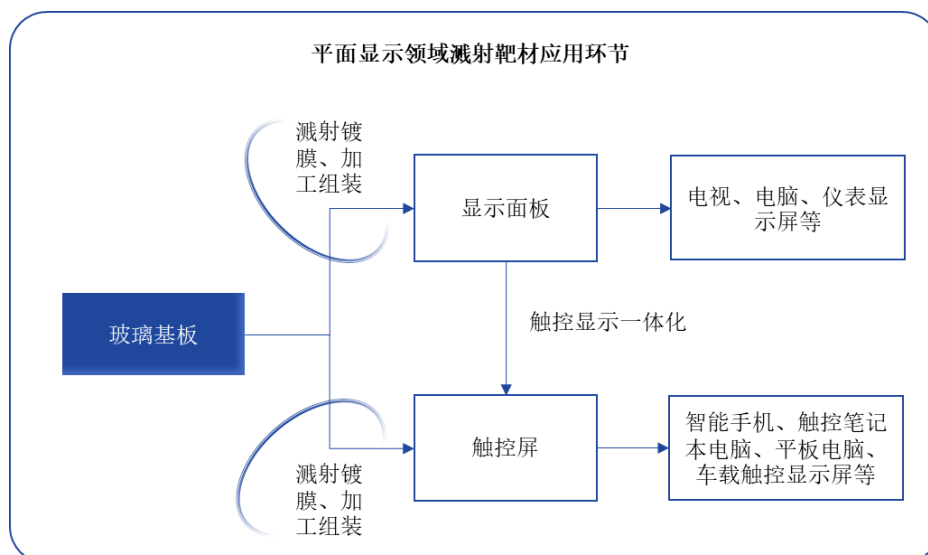 平面显示领域溅射靶材应用环节
溅射镀
膜、加
工组装
显示面板
电视、电脑、仪表显
示屏等
玻璃基板
触控显示一体化
触控屏
智能手机、触控笔记
本电脑、平板电脑、
车载触控显示屏等
溅射镀
膜、加
工组装